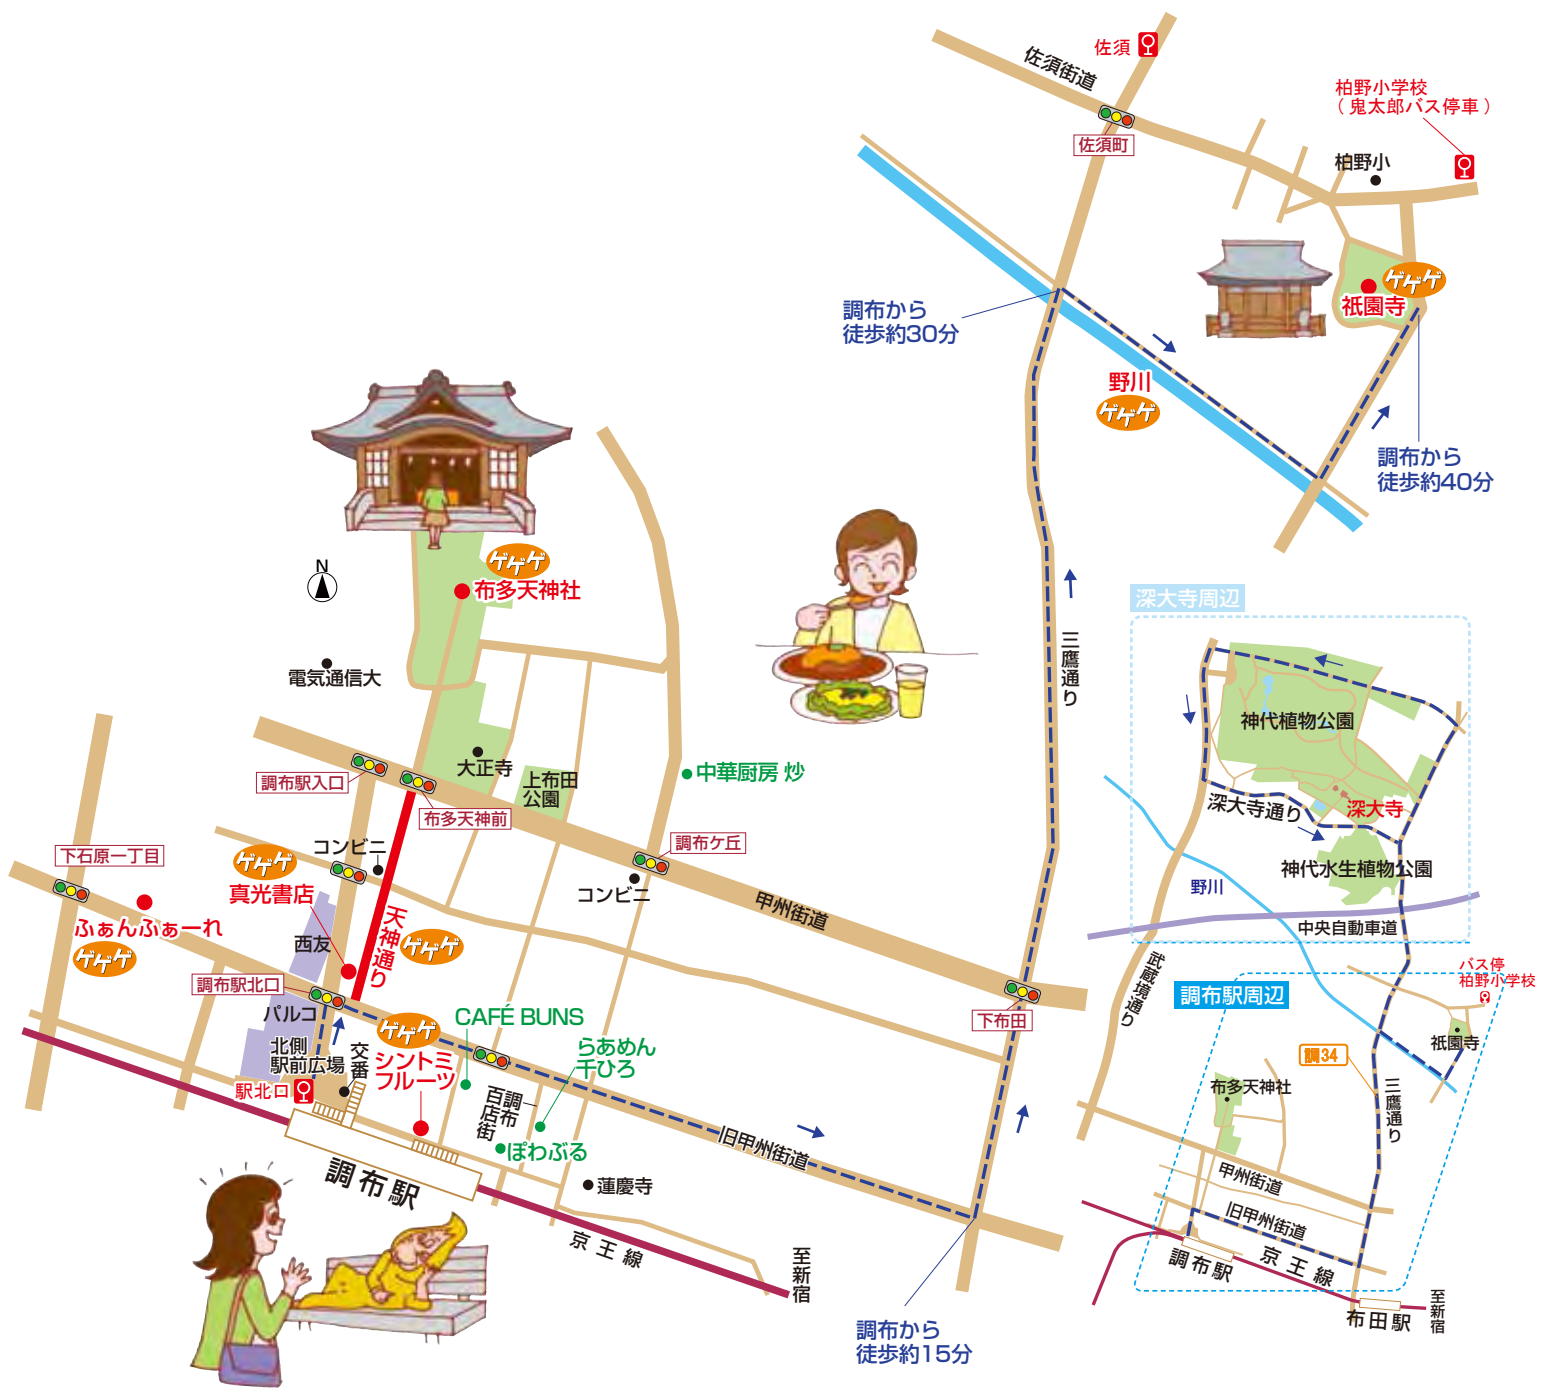 佐須
佐須街道
佐須町
柏野小学校
（鬼太郎バス停車）
柏野小
ゲゲゲ
祇園寺
調布から
徒歩約30分
野川
ゲゲゲ
調布から
徒歩約40分
三鷹通り
N
ゲゲゲ
布多天神社
電気通信大
大正寺
上布田
公園
中華厨房 炒
調布駅入口
布多天神前
調布ケ丘
コンビニ
甲州街道
下石原一丁目
コンビニ
ゲゲゲ
真光書店
ふぁんふぁーれ
ゲゲゲ
西友
天神通り
ゲゲゲ
調布駅北口
パルコ
北側
駅前広場
交番
駅北口
ゲゲゲ
シントミ
フルーツ
CAFÉ BUNS
らあめん
千ひろ
調布
百店街
ぽわぶる
蓮慶寺
旧甲州街道
下布田
調布駅
京王線
至新宿
調布から
徒歩約15分
深大寺周辺
神代植物公園
深大寺通り
深大寺
神代水生植物公園
野川
中央自動車道
武蔵境通り
調布駅周辺
バス停
柏野小学校
祇園寺
調34
布多天神社
三鷹通り
甲州街道
旧甲州街道
調布駅
京王線
布田駅
至新宿